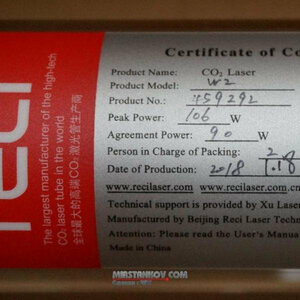 reci
The largest manufacturer of the high-tech
CO₂ laser tube in the world
全球最大的高端CO₂激光管生产商
Certificate of Co
Product Name: CO₂ Laser
Product Model: W2
Product No.: 759292
Peak Power: 106 W
Agreement Power: 90 W
Person in Charge of Packing: 2
Date of Production: 2018 1.18
www.recilaser.com www.recilaser.
Technical support is provided by Xu Laser
Manufactured by Beijing Reci Laser Techn
Attention: Please read the User's Manua
Made in China
MIRSTANKOV.COM